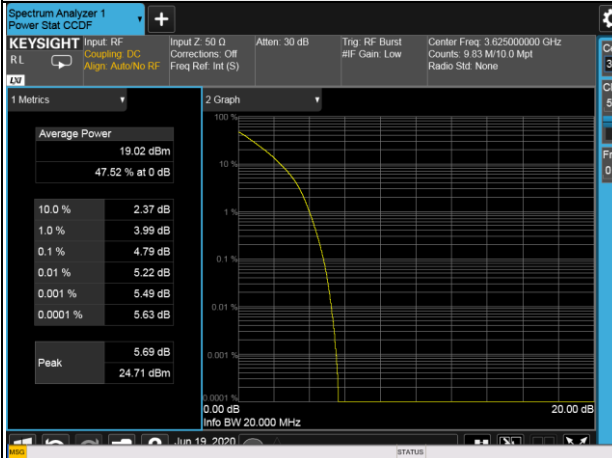 Spectrum Analyzer 1
Power Stat CCDF
KEYSIGHT
RL
LXI
Input: RF
Coupling: DC
Align: Auto/No RF
Input Z: 50 Ω
Corrections: Off
Freq Ref: Int (S)
Atten: 30 dB
Trig: RF Burst
#IF Gain: Low
Center Freq: 3.625000000 GHz
Counts: 9.83 M/10.0 Mpt
Radio Std: None
1 Metrics
2 Graph
Average Power
19.02 dBm
47.52 % at 0 dB
10.0 % 2.37 dB
1.0 % 3.99 dB
0.1 % 4.79 dB
0.01 % 5.22 dB
0.001 % 5.49 dB
0.0001 % 5.63 dB
Peak
5.69 dB
24.71 dBm
100 %
10 %
1 %
0.1 %
0.01 %
0.001 %
0.0001 %
0.00 dB
20.00 dB
Info BW 20.000 MHz
Jun 19, 2020
MSG
STATUS